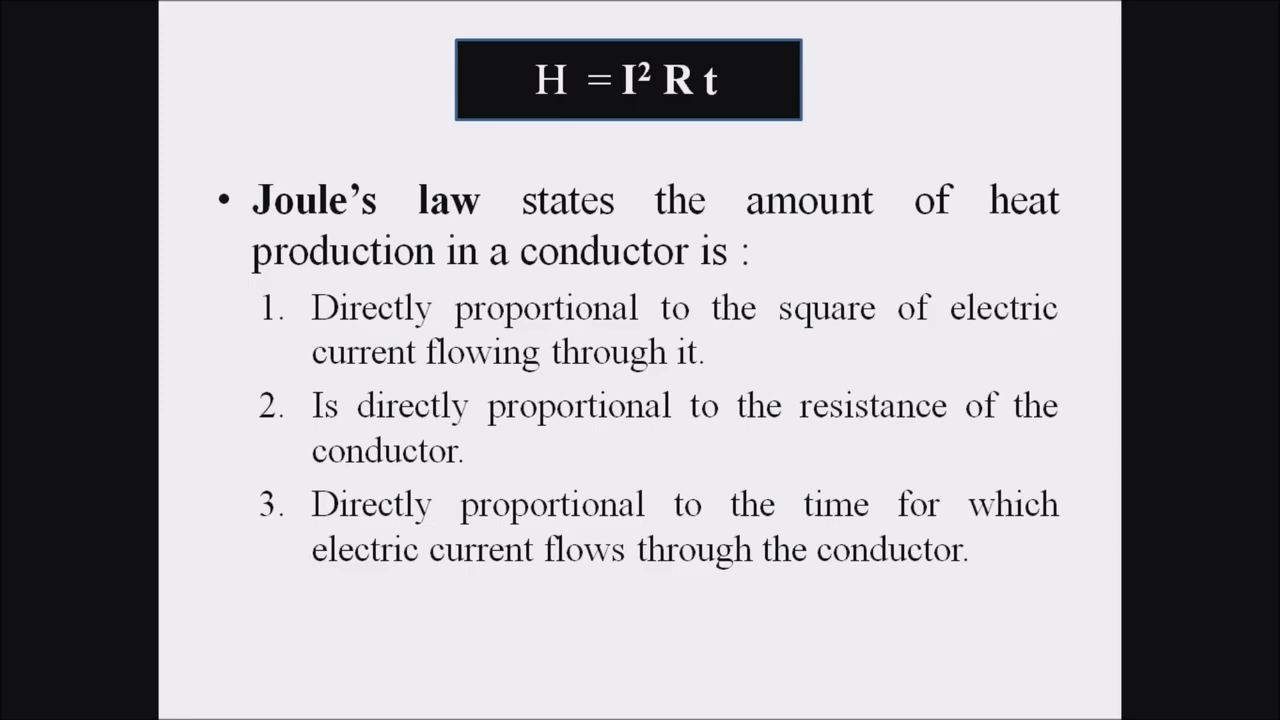 H = I² R t
• Joule’s law states the amount of heat
production in a conductor is :
1. Directly proportional to the square of electric
current flowing through it.
2. Is directly proportional to the resistance of the
conductor.
3. Directly proportional to the time for which
electric current flows through the conductor.